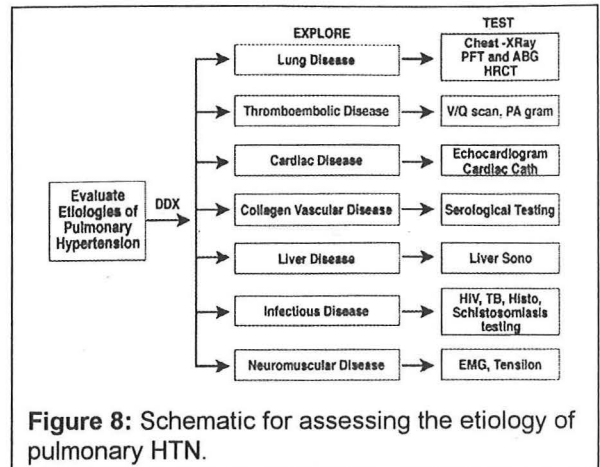 EXPLORE
TEST
Lung Disease
Chest -XRay
PFT and ABG
HRCT
Thromboembolic Disease
V/Q scan, PA gram
Cardiac Disease
Echocardiogram
Cardiac Cath
Evaluate
Etiologies of
Pulmonary
Hypertension
DDX
Collagen Vascular Disease
Serological Testing
Liver Disease
Liver Sono
Infectious Disease
HIV, TB, Histo,
Schistosomiasis
testing
Neuromuscular Disease
EMG, Tensilon
Figure 8: Schematic for assessing the etiology of
pulmonary HTN.